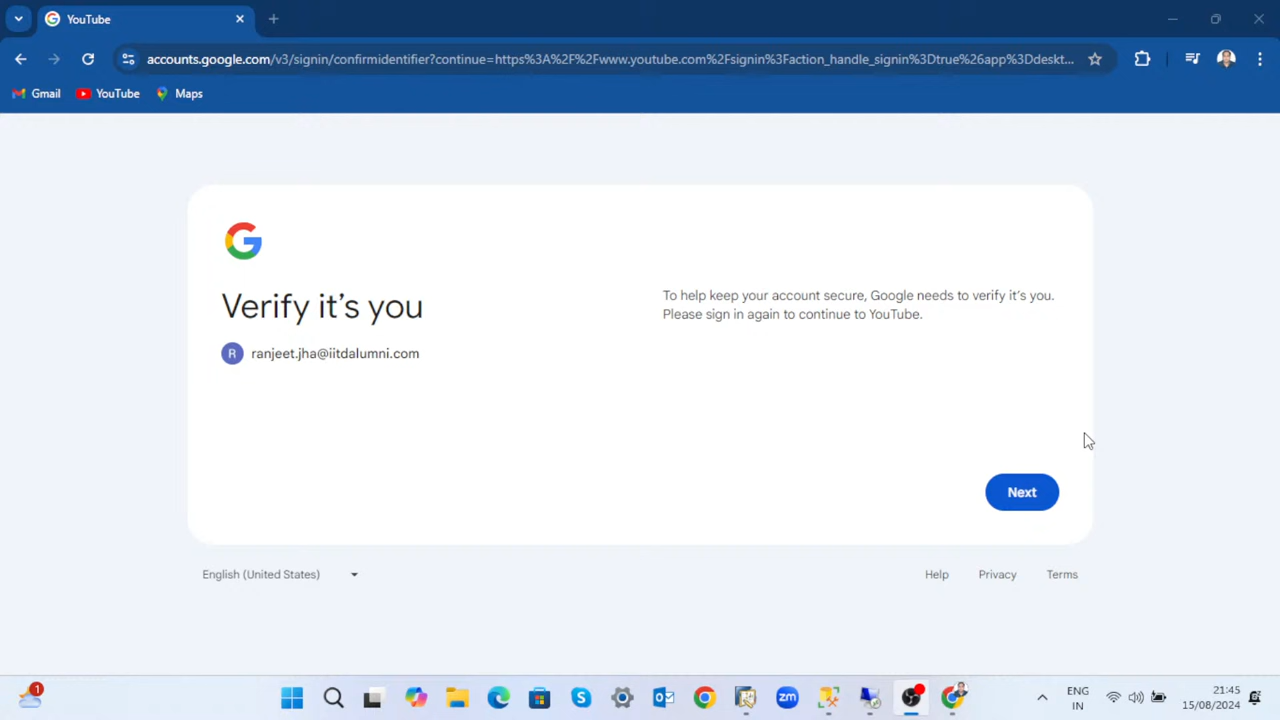 YouTube
accounts.google.com/v3/signin/confirmidentifier?continue=https%3A%2F%2Fwww.youtube.com%2Fsignin%3Faction_handle_signin%3Dtrue%26app%3Ddeskt...
Gmail YouTube Maps
G
Verify it's you
R ranjeet.jha@iitdalumni.com
To help keep your account secure, Google needs to verify it's you.
Please sign in again to continue to YouTube.
Next
English (United States)
Help Privacy Terms
1
zm
ENG
IN
21:45
15/08/2024